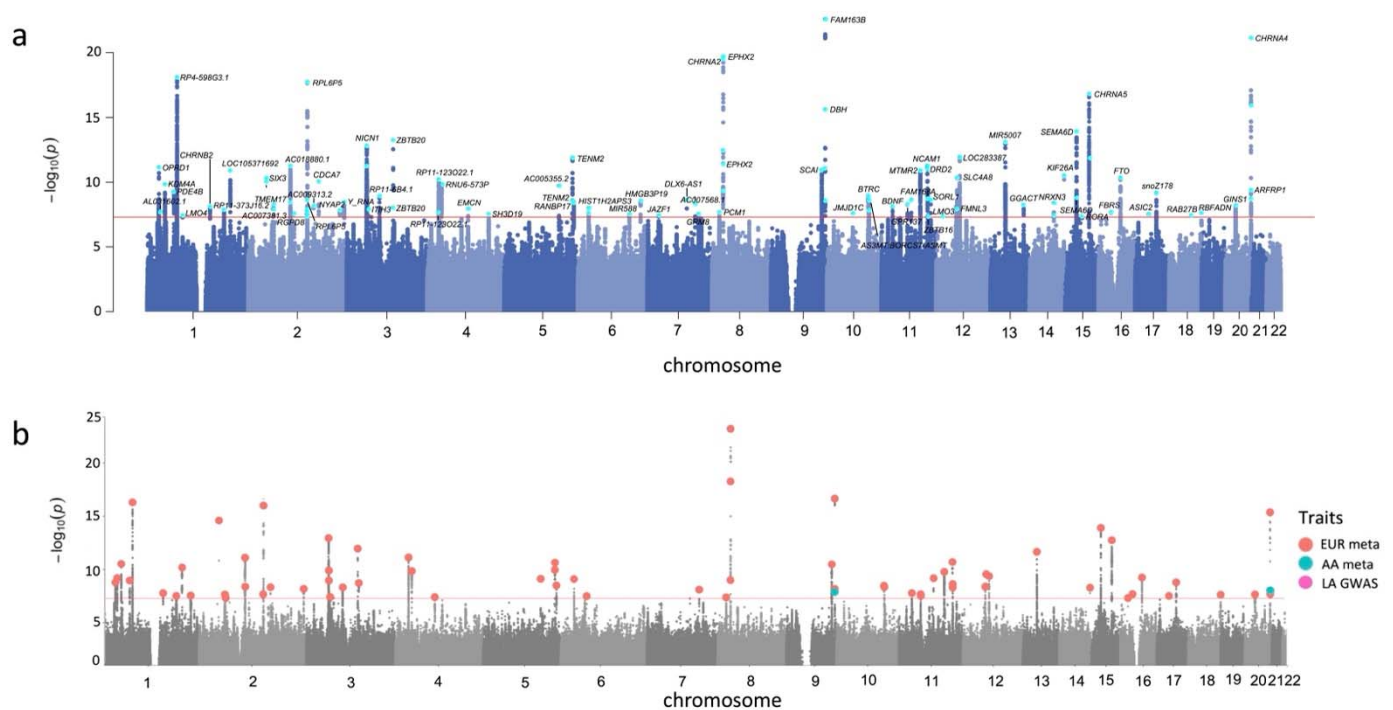 a
FAM163B
CHRNA4
20
EPHX2
CHRNA2
RP4-598G3.1
RPL6P5
CHRNA5
15
DBH
SEMA6D
NICN1
ZBTB20
MIR5007
CHRNB2
LOC105371692
AC018880.1
TENM2
NCAM1
LOC283387
OPRD1
SIX3
CDCA7
RP11-123O22.1
AC005355.2
EPHX2
SCAI
MTMR2
DRD2
KIF26A
FTO
10
KDM4A
PDE4B
RNU6-573P
DLX6-AS1
SLC4A8
snoZ178
AL031602.1
TMEM17
AC009313.2
RP11-6B4.1
TENM2
HMGB3P19
AC007568.1
BTRC
SORL1
NRXN3
ARFRP1
LMO4
RP11-373J16.2
NYAP2
Y_RNA
EMCN
RANBP17
HIST1H2APS3
BDNF
LMO3
FMNL3
GGACT
SEMA6D
FBRS
GINS1
AC007381.3
ITIH3
ZBTB20
SH3D19
MIR588
JAZF1
GRM8
PCM1
JMJD1C
GPR137
ZBTB16
NORA
ASIC2
RAB27B
RBFADN
RGPD8
RPL6P5
RP11-123O22.1
−log10(p)
5
0
1 2 3 4 5 6 7 8 9 10 11 12 13 14 15 16 17 18 19 20 21 22
chromosome
b
25
20
15
−log10(p)
10
5
0
Traits
EUR meta
AA meta
LA GWAS
1 2 3 4 5 6 7 8 9 10 11 12 13 14 15 16 17 18 19 20 21 22
chromosome